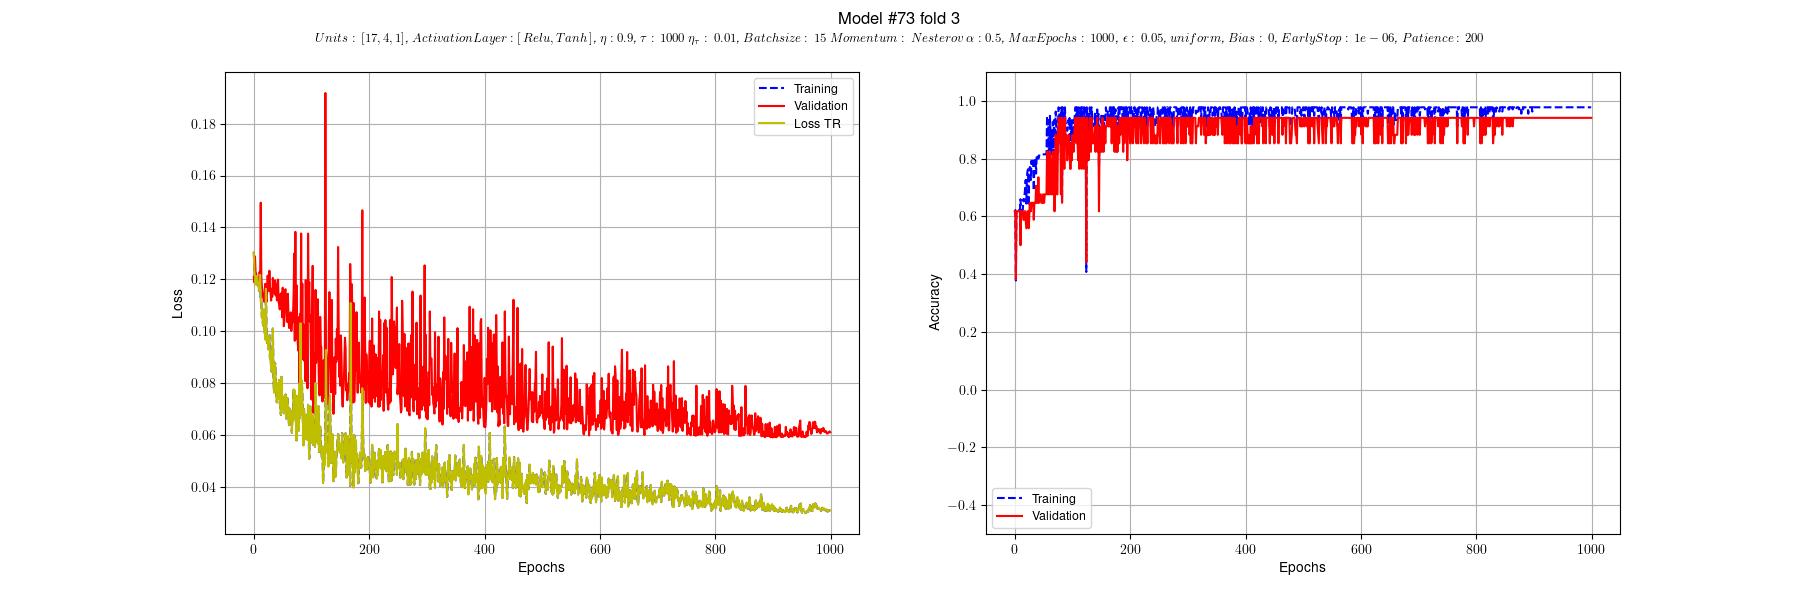 Model #73 fold 3
Units : [17, 4, 1], ActivationLayer : [ Relu, Tanh ], η : 0.9, τ : 1000 ητ : 0.01, Batchsize : 15 Momentum : Nesterov α : 0.5, MaxEpochs : 1000, ϵ : 0.05, uniform, Bias : 0, EarlyStop : 1e − 06, Patience : 200
Loss
0.18
0.16
0.14
0.12
0.10
0.08
0.06
0.04
Training
Validation
Loss TR
0 200 400 600 800 1000
Epochs
Accuracy
1.0
0.8
0.6
0.4
0.2
0.0
−0.2
−0.4
Training
Validation
0 200 400 600 800 1000
Epochs